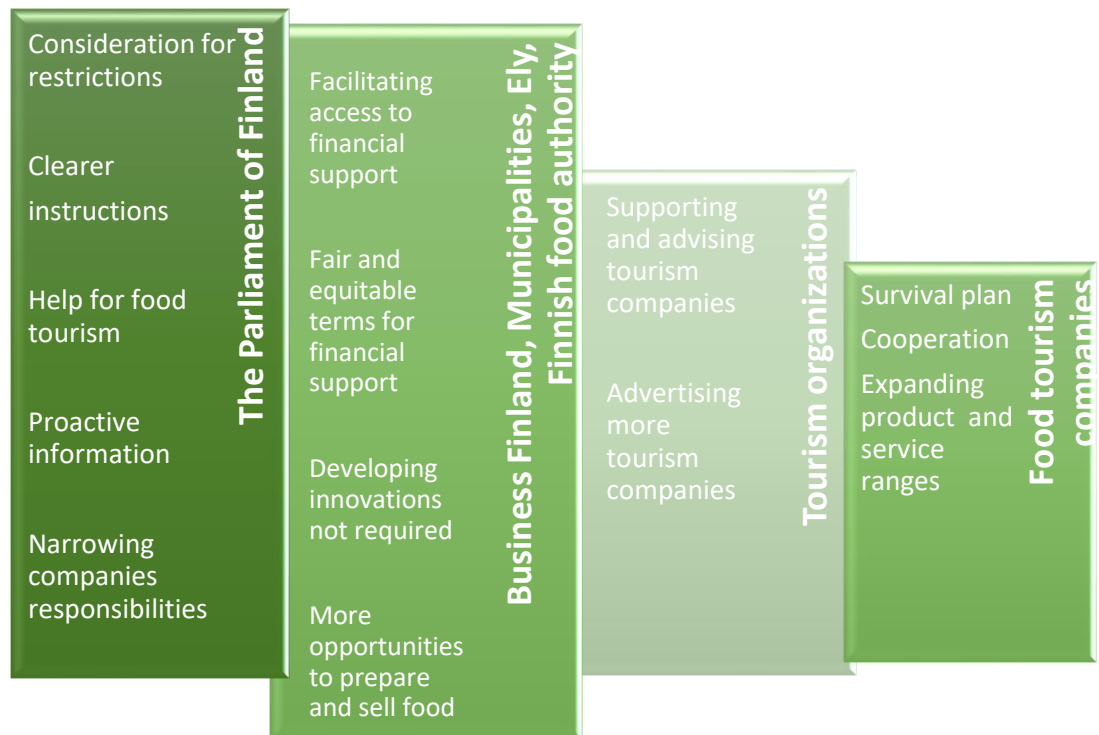 Consideration for
restrictions
Clearer
instructions
Help for food
tourism
Proactive
information
Narrowing
companies
responsibilities
The Parliament of Finland
Facilitating
access to
financial
support
Fair and
equitable
terms for
financial
support
Developing
innovations
not required
More
opportunities
to prepare
and sell food
Business Finland, Municipalities, Ely,
Finnish food authority
Supporting
and advising
tourism
companies
Advertising
more
tourism
companies
Tourism organizations
Survival plan
Cooperation
Expanding
product and
service
ranges
Food tourism
companies